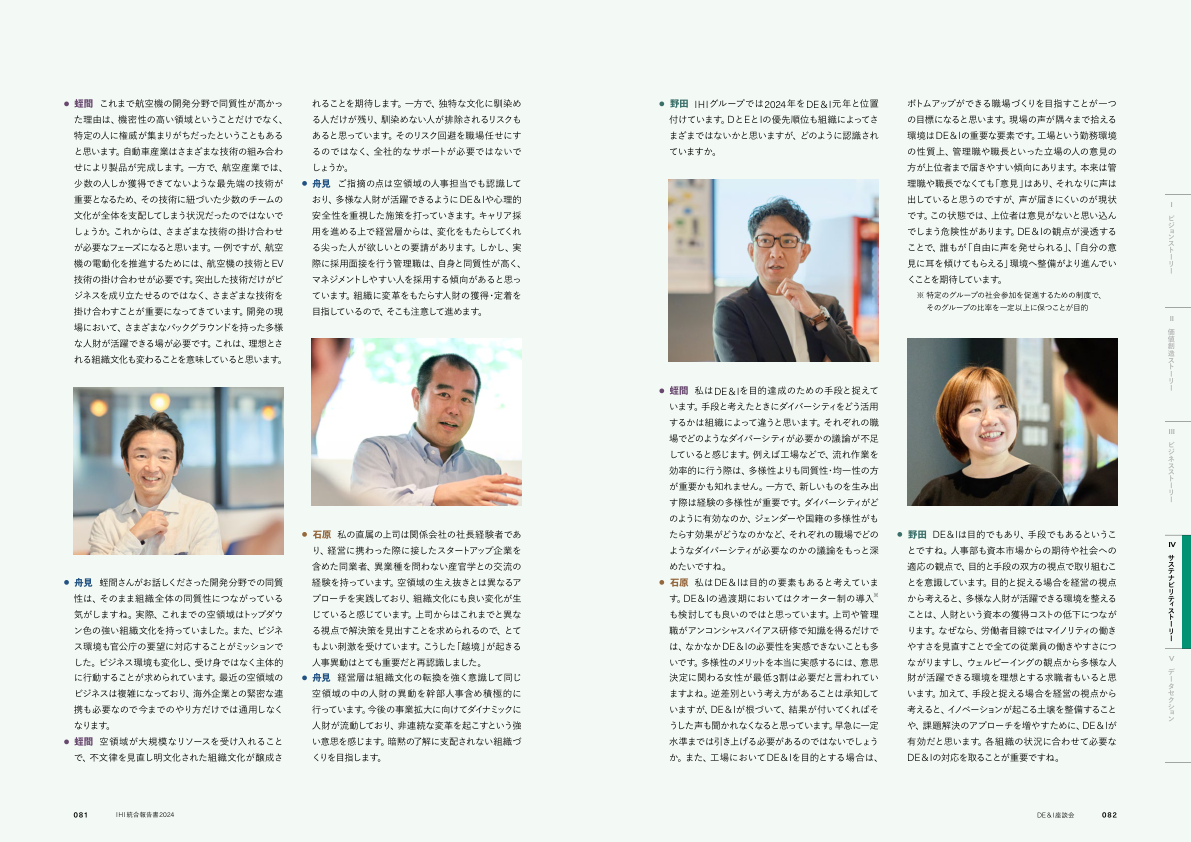 ● 蛭間 これまで航空機の開発分野で同質性が高かっ
た理由は、機密性の高い領域ということだけでなく、
特定の人に権威が集まりがちだったということもある
と思います。自動車産業はさまざまな技術の組み合わ
せにより製品が完成します。一方で、航空産業では、
少数の人しか獲得できてないような最先端の技術が
重要となるため、その技術に紐づいた少数のチームの
文化が全体を支配してしまう状況だったのではないで
しょうか。これからは、さまざまな技術の掛け合わせ
が必要なフェーズになると思います。一例ですが、航空
機の電動化を推進するためには、航空機の技術とEV
技術の掛け合わせが必要です。突出した技術だけがビ
ジネスを成り立たせるのではなく、さまざまな技術を
掛け合わすことが重要になってきています。開発の現
場において、さまざまなバックグラウンドを持った多様
な人財が活躍できる場が必要です。これは、理想とさ
れる組織文化も変わることを意味していると思います。
● 舟見 蛭間さんがお話しくださった開発分野での同質
性は、そのまま組織全体の同質性につながっている
気がしますね。実際、これまでの空領域はトップダウ
ン色の強い組織文化を持っていました。また、ビジネ
ス環境も官公庁の要望に対応することがミッションで
した。ビジネス環境も変化し、受け身ではなく主体的
に行動することが求められています。最近の空領域の
ビジネスは複雑になっており、海外企業との緊密な連
携も必要なので今までのやり方だけでは通用しなく
なります。
● 蛭間 空領域が大規模なリソースを受け入れること
で、不文律を見直し明文化された組織文化が醸成さ
れることを期待します。一方で、独特な文化に馴染め
る人だけが残り、馴染めない人が排除されるリスクも
あると思っています。そのリスク回避を職場任せにす
るのではなく、全社的なサポートが必要ではないで
しょうか。
● 舟見 ご指摘の点は空領域の人事担当でも認識して
おり、多様な人財が活躍できるようにDE&Iや心理的
安全性を重視した施策を打っていきます。キャリア採
用を進める上で経営層からは、変化をもたらしてくれ
る尖った人が欲しいとの要請があります。しかし、実
際に採用面接を行う管理職は、自身と同質性が高く、
マネジメントしやすい人を採用する傾向があると思っ
ています。組織に変革をもたらす人財の獲得・定着を
目指しているので、そこも注意して進めます。
● 石原 私の直属の上司は関係会社の社長経験者であ
り、経営に携わった際に接したスタートアップ企業を
含めた同業者、異業種を問わない産官学との交流の
経験を持っています。空領域の生え抜きとは異なるア
プローチを実践しており、組織文化にも良い変化が生
じていると感じています。上司からはこれまでと異な
る視点で解決策を見出すことを求められるので、とて
もよい刺激を受けています。こうした「越境」が起きる
人事異動はとても重要だと再認識しました。
● 舟見 経営層は組織文化の転換を強く意識して同じ
空領域の中の人財の異動を幹部人事含め積極的に
行っています。今後の事業拡大に向けてダイナミックに
人財が流動しており、非連続な変革を起こすという強
い意思を感じます。暗黙の了解に支配されない組織づ
くりを目指します。
● 野田 IHIグループでは2024年をDE&I元年と位置
付けています。DとEとIの優先順位も組織によってさ
まざまではないかと思いますが、どのように認識され
ていますか。
● 蛭間 私はDE&Iを目的達成のための手段と捉えて
います。手段と考えたときにダイバーシティをどう活用
するかは組織によって違うと思います。それぞれの職
場でどのようなダイバーシティが必要かの議論が不足
していると感じます。例えば工場などで、流れ作業を
効率的に行う際は、多様性よりも同質性・均一性の方
が重要かも知れません。一方で、新しいものを生み出
す際は経験の多様性が重要です。ダイバーシティがど
のように有効なのか、ジェンダーや国籍の多様性がも
たらす効果がどうなのかなど、それぞれの職場でどの
ようなダイバーシティが必要なのかの議論をもっと深
めたいですね。
● 石原 私はDE&Iは目的の要素もあると考えていま
す。DE&Iの過渡期においてはクオーター制の導入※
も検討しても良いのではと思っています。上司や管理
職がアンコンシャスバイアス研修で知識を得るだけで
は、なかなかDE&Iの必要性を実感できないことも多
いです。多様性のメリットを本当に実感するには、意思
決定に関わる女性が最低3割は必要だと言われてい
ますよね。逆差別という考え方があることは承知して
いますが、DE&Iが根づいて、結果が付いてくればそ
うした声も聞かれなくなると思っています。早急に一定
水準までは引き上げる必要があるのではないでしょう
か。また、工場においてDE&Iを目的とする場合は、
ボトムアップができる職場づくりを目指すことが一つ
の目標になると思います。現場の声が隅々まで拾える
環境はDE&Iの重要な要素です。工場という勤務環境
の性質上、管理職や職長といった立場の人の意見の
方が上位者まで届きやすい傾向にあります。本来は管
理職や職長でなくても「意見」はあり、それなりに声は
出していると思うのですが、声が届きにくいのが現状
です。この状態では、上位者は意見がないと思い込ん
でしまう危険性があります。DE&Iの観点が浸透する
ことで、誰もが「自由に声を発せられる」、「自分の意
見に耳を傾けてもらえる」環境へ整備がより進んでい
くことを期待しています。
※ 特定のグループの社会参加を促進するための制度で、
そのグループの比率を一定以上に保つことが目的
● 野田 DE&Iは目的でもあり、手段でもあるというこ
とですね。人事部も資本市場からの期待や社会への
適応の観点で、目的と手段の双方の視点で取り組むこ
とを意識しています。目的と捉える場合を経営の視点
から考えると、多様な人財が活躍できる環境を整える
ことは、人財という資本の獲得コストの低下につなが
ります。なぜなら、労働者目線ではマイノリティの働き
やすさを見直すことで全ての従業員の働きやすさにつ
ながりますし、ウェルビーイングの観点から多様な人
財が活躍できる環境を理想とする求職者もいると思
います。加えて、手段と捉える場合を経営の視点から
考えると、イノベーションが起こる土壌を整備すること
や、課題解決のアプローチを増やすために、DE&Iが
有効だと思います。各組織の状況に合わせて必要な
DE&Iの対応を取ることが重要ですね。
I ビジョンストーリー
II 価値創造ストーリー
III ビジネスストーリー
IV サステナビリティストーリー
V データセクション
081 IHI統合報告書2024
DE&I座談会 082